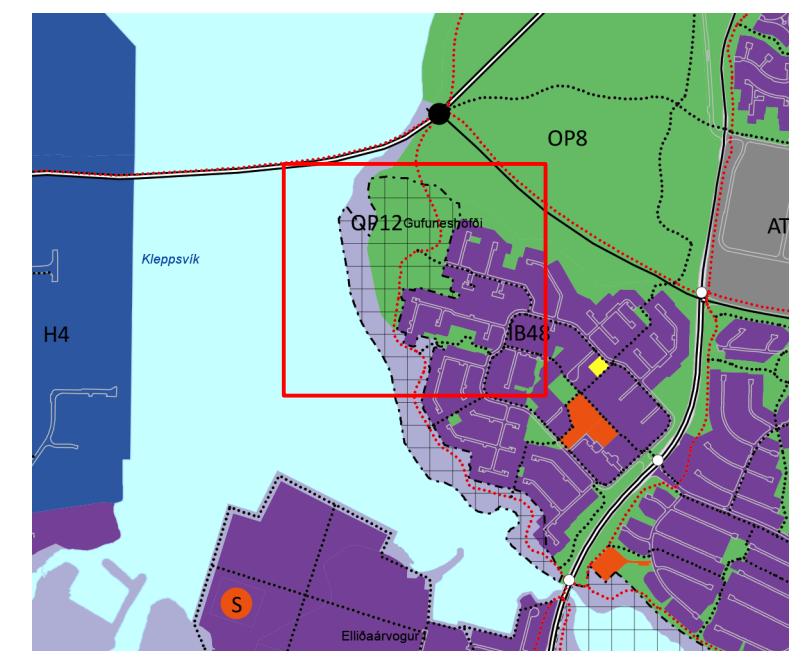 OP8
OP12
Gufuneshöfði
AT
Kleppsvík
H4
ÍB48
S
Elliðaárvogur